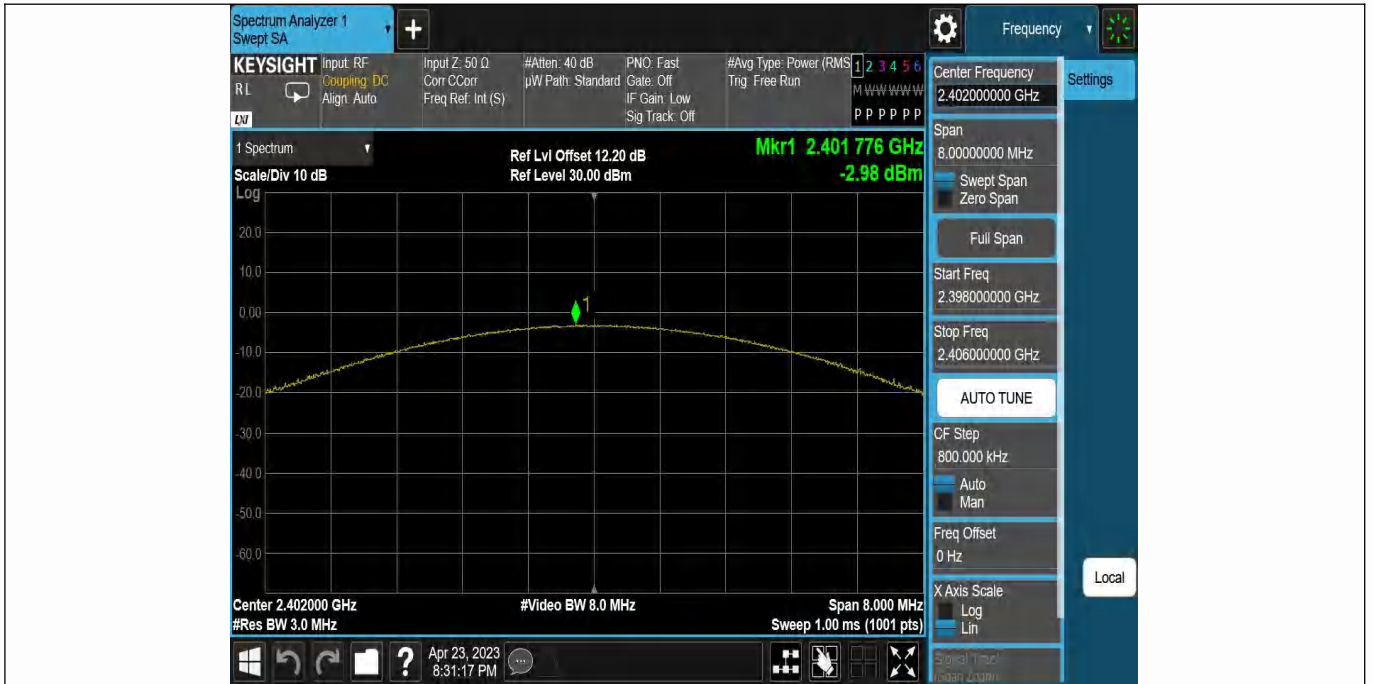 Spectrum Analyzer 1
Swept SA
+
Frequency
KEYSIGHT
RL
LXI
Input: RF
Coupling: DC
Align: Auto
Input Z: 50 Ω
Corr CCorr
Freq Ref: Int (S)
#Atten: 40 dB
µW Path: Standard
PNO: Fast
Gate: Off
IF Gain: Low
Sig Track: Off
#Avg Type: Power (RMS
Trig: Free Run
1 2 3 4 5 6
M W W W W W
P P P P P P
1 Spectrum
Scale/Div 10 dB
Log
Ref Lvl Offset 12.20 dB
Ref Level 30.00 dBm
Mkr1 2.401 776 GHz
-2.98 dBm
20.0
10.0
0.00
-10.0
-20.0
-30.0
-40.0
-50.0
-60.0
1
Center 2.402000 GHz
#Res BW 3.0 MHz
#Video BW 8.0 MHz
Span 8.000 MHz
Sweep 1.00 ms (1001 pts)
?
Apr 23, 2023
8:31:17 PM
Center Frequency
2.402000000 GHz
Settings
Span
8.00000000 MHz
Swept Span
Zero Span
Full Span
Start Freq
2.398000000 GHz
Stop Freq
2.406000000 GHz
AUTO TUNE
CF Step
800.000 kHz
Auto
Man
Freq Offset
0 Hz
X Axis Scale
Log
Lin
Signal Track
(Span Zoom)
Local